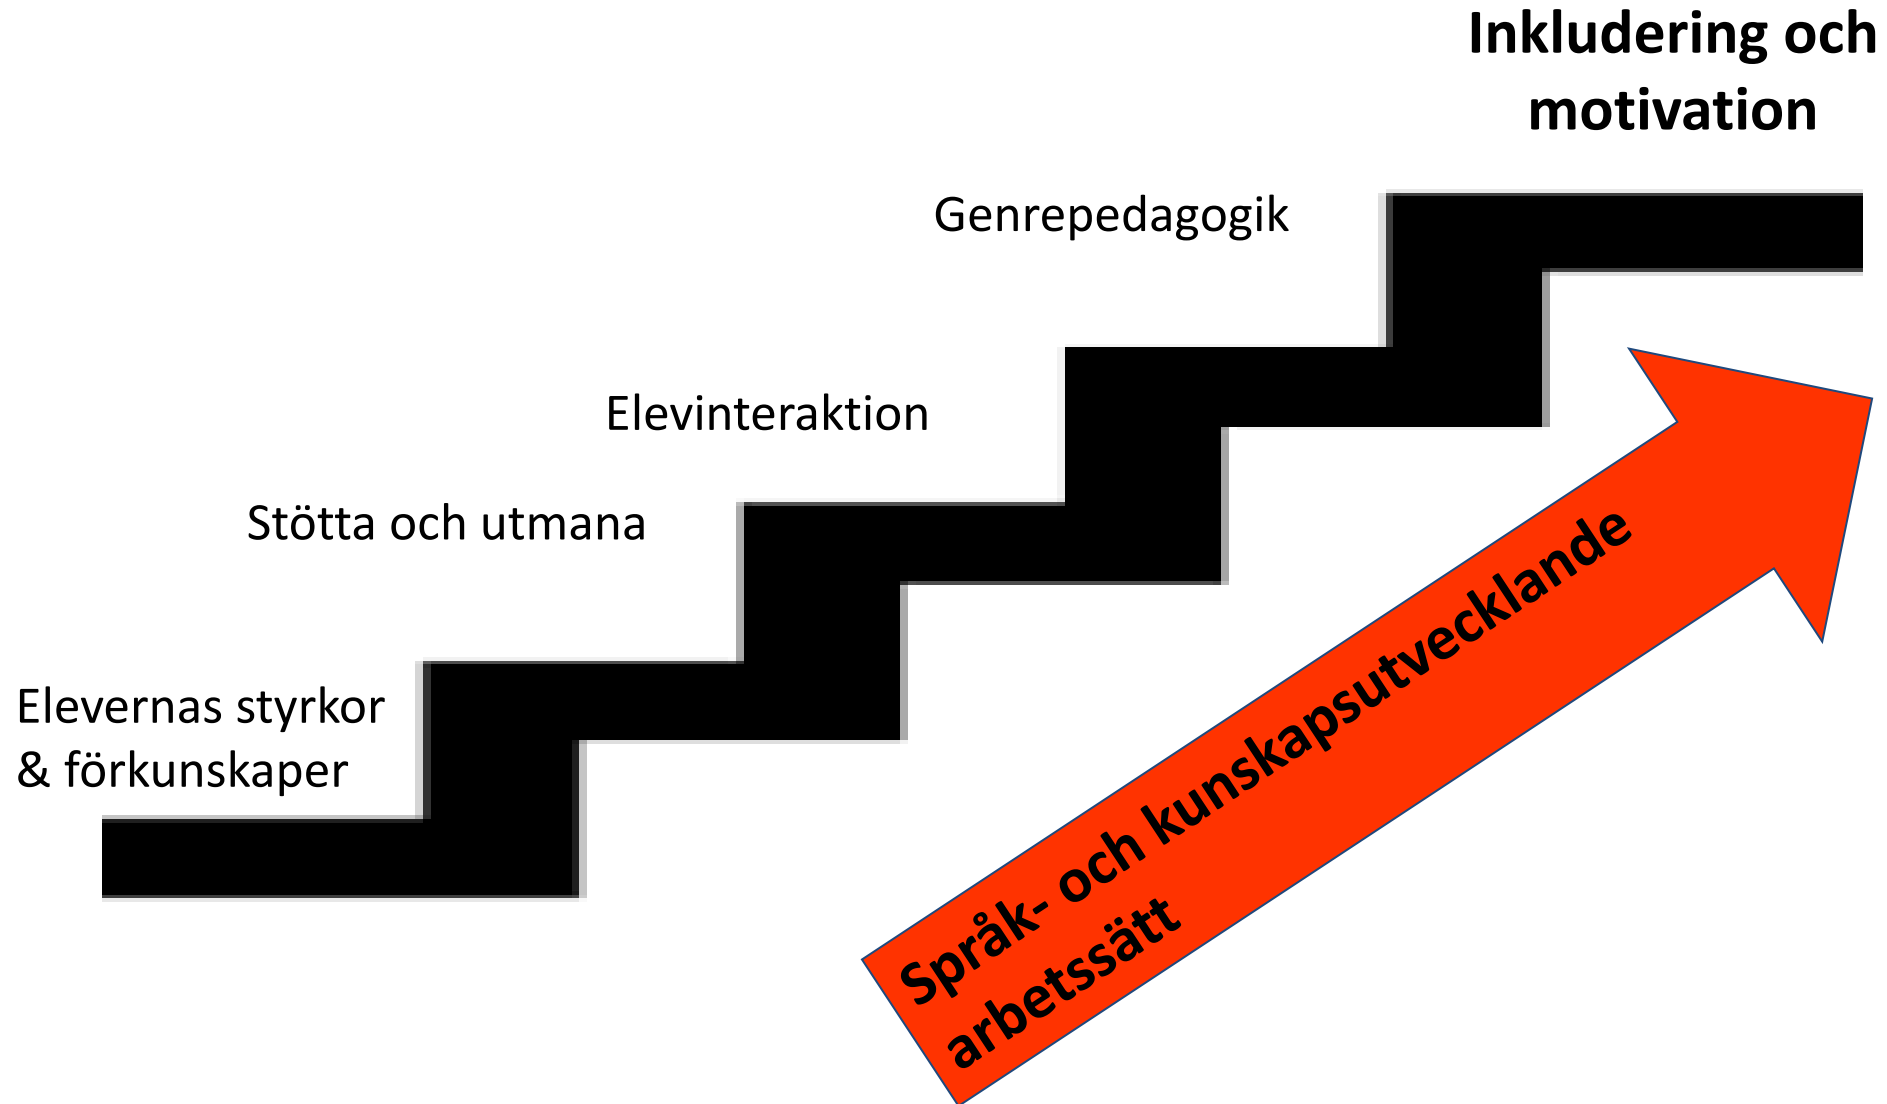 Inkludering och
motivation
Genrepedagogik
Elevinteraktion
Stötta och utmana
Elevernas styrkor
& förkunskaper
Språk- och kunskapsutvecklande
arbetssätt